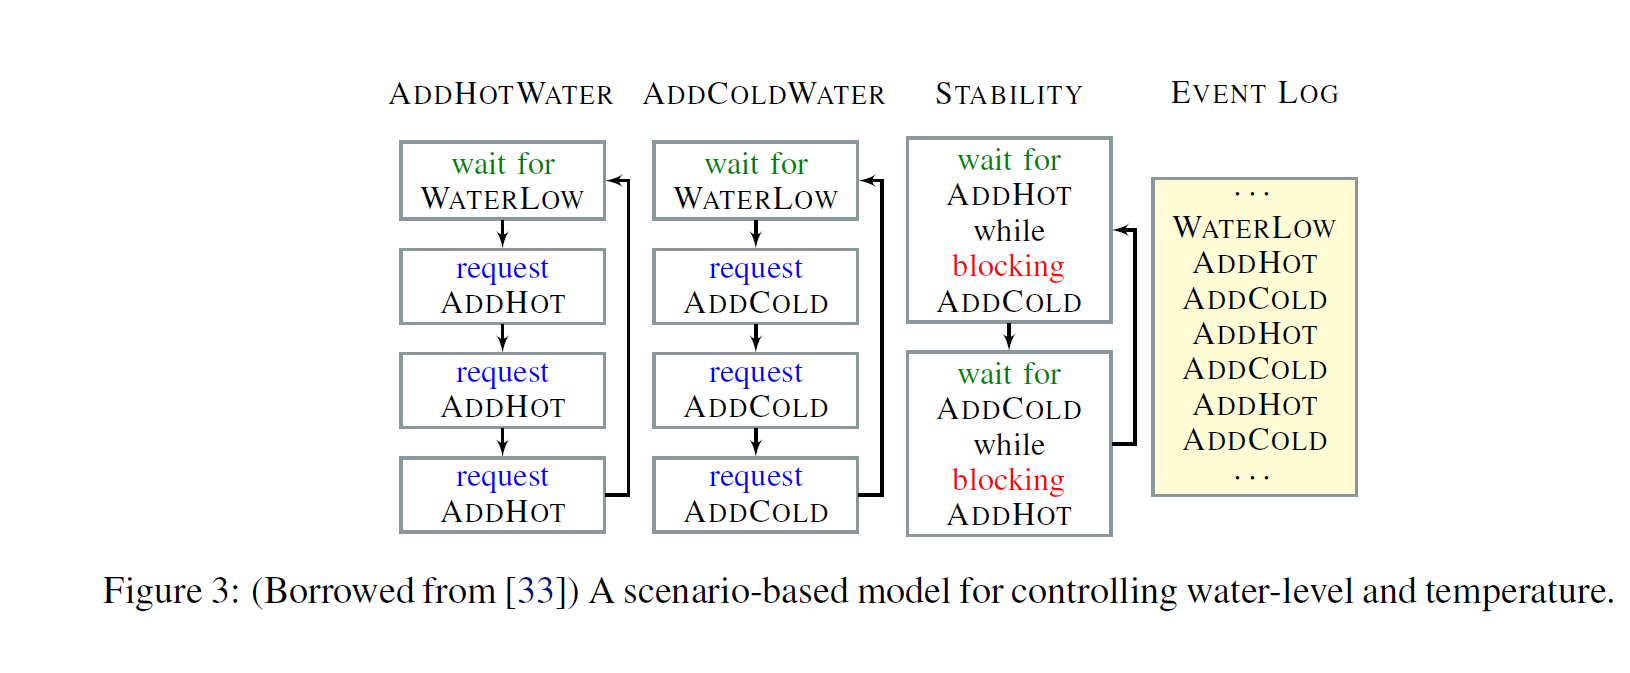 ADDHOTWATER
wait for
WATERLOW
request
ADDHOT
request
ADDHOT
request
ADDHOT
ADDCOLDWATER
wait for
WATERLOW
request
ADDCOLD
request
ADDCOLD
request
ADDCOLD
STABILITY
wait for
ADDHOT
while
blocking
ADDCOLD
wait for
ADDCOLD
while
blocking
ADDHOT
EVENT LOG
· · ·
WATERLOW
ADDHOT
ADDCOLD
ADDHOT
ADDCOLD
ADDHOT
ADDCOLD
· · ·
Figure 3: (Borrowed from [33]) A scenario-based model for controlling water-level and temperature.